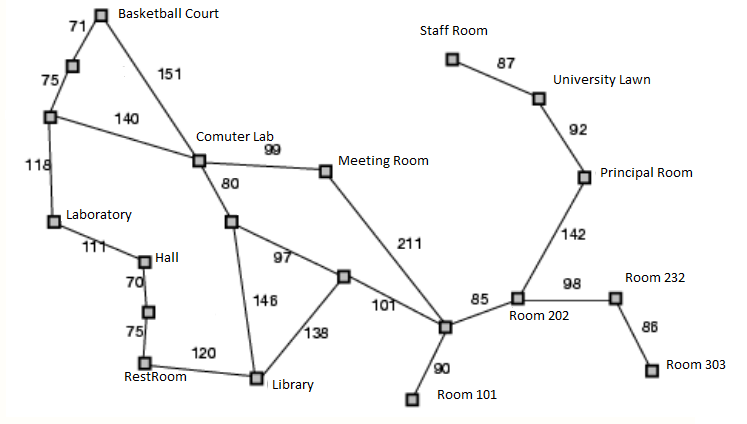 Basketball Court
71
Staff Room
87
University Lawn
75
151
140
92
Comuter Lab
99
Meeting Room
118
Principal Room
80
Laboratory
211
142
111
Hall
97
70
146
101
98
Room 232
85
Room 202
75
138
86
120
RestRoom
Library
90
Room 303
Room 101